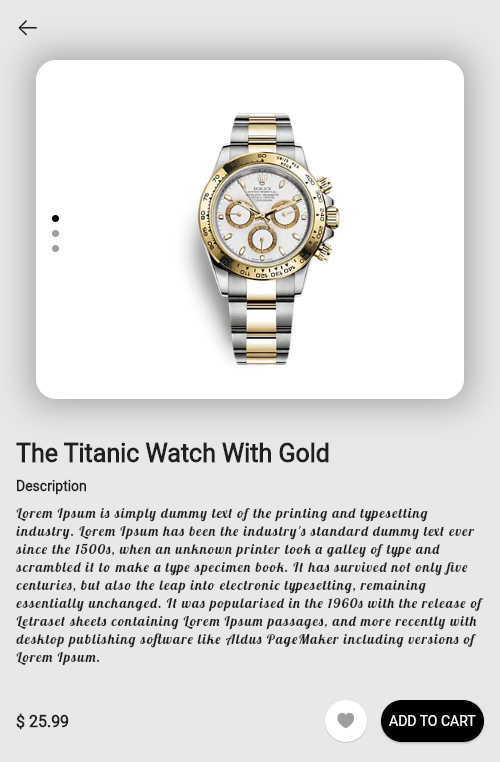 ROLEX
The Titanic Watch With Gold
Description
Lorem Ipsum is simply dummy text of the printing and typesetting
industry. Lorem Ipsum has been the industry's standard dummy text ever
since the 1500s, when an unknown printer took a galley of type and
scrambled it to make a type specimen book. It has survived not only five
centuries, but also the leap into electronic typesetting, remaining
essentially unchanged. It was popularised in the 1960s with the release of
Letraset sheets containing Lorem Ipsum passages, and more recently with
desktop publishing software like Aldus PageMaker including versions of
Lorem Ipsum.
$ 25.99
ADD TO CART